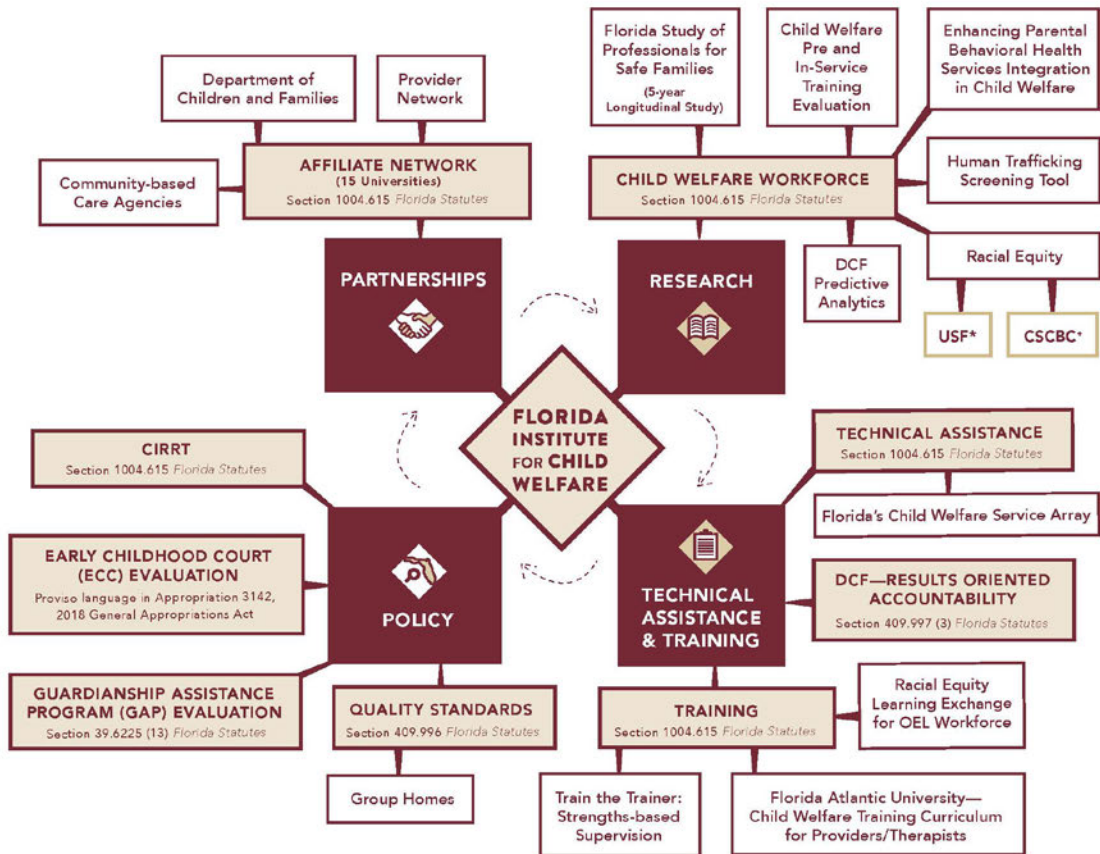 Department of
Children and Families
Provider
Network
Community-based
Care Agencies
AFFILIATE NETWORK
(15 Universities)
Section 1004.615 Florida Statutes
PARTNERSHIPS
Florida Study of
Professionals for
Safe Families
(5-year
Longitudinal Study)
Child Welfare
Pre and
In-Service
Training
Evaluation
Enhancing Parental
Behavioral Health
Services Integration
in Child Welfare
CHILD WELFARE WORKFORCE
Section 1004.615 Florida Statutes
Human Trafficking
Screening Tool
RESEARCH
DCF
Predictive
Analytics
Racial Equity
USF*
CSCBC*
FLORIDA
INSTITUTE
FOR CHILD
WELFARE
CIRRT
Section 1004.615 Florida Statutes
EARLY CHILDHOOD COURT
(ECC) EVALUATION
Proviso language in Appropriation 3142,
2018 General Appropriations Act
GUARDIANSHIP ASSISTANCE
PROGRAM (GAP) EVALUATION
Section 39.6225 (13) Florida Statutes
POLICY
QUALITY STANDARDS
Section 409.996 Florida Statutes
Group Homes
TECHNICAL ASSISTANCE
Section 1004.615 Florida Statutes
Florida's Child Welfare Service Array
TECHNICAL
ASSISTANCE
& TRAINING
DCF—RESULTS ORIENTED
ACCOUNTABILITY
Section 409.997 (3) Florida Statutes
TRAINING
Section 1004.615 Florida Statutes
Racial Equity
Learning Exchange
for OEL Workforce
Train the Trainer:
Strengths-based
Supervision
Florida Atlantic University—
Child Welfare Training Curriculum
for Providers/Therapists